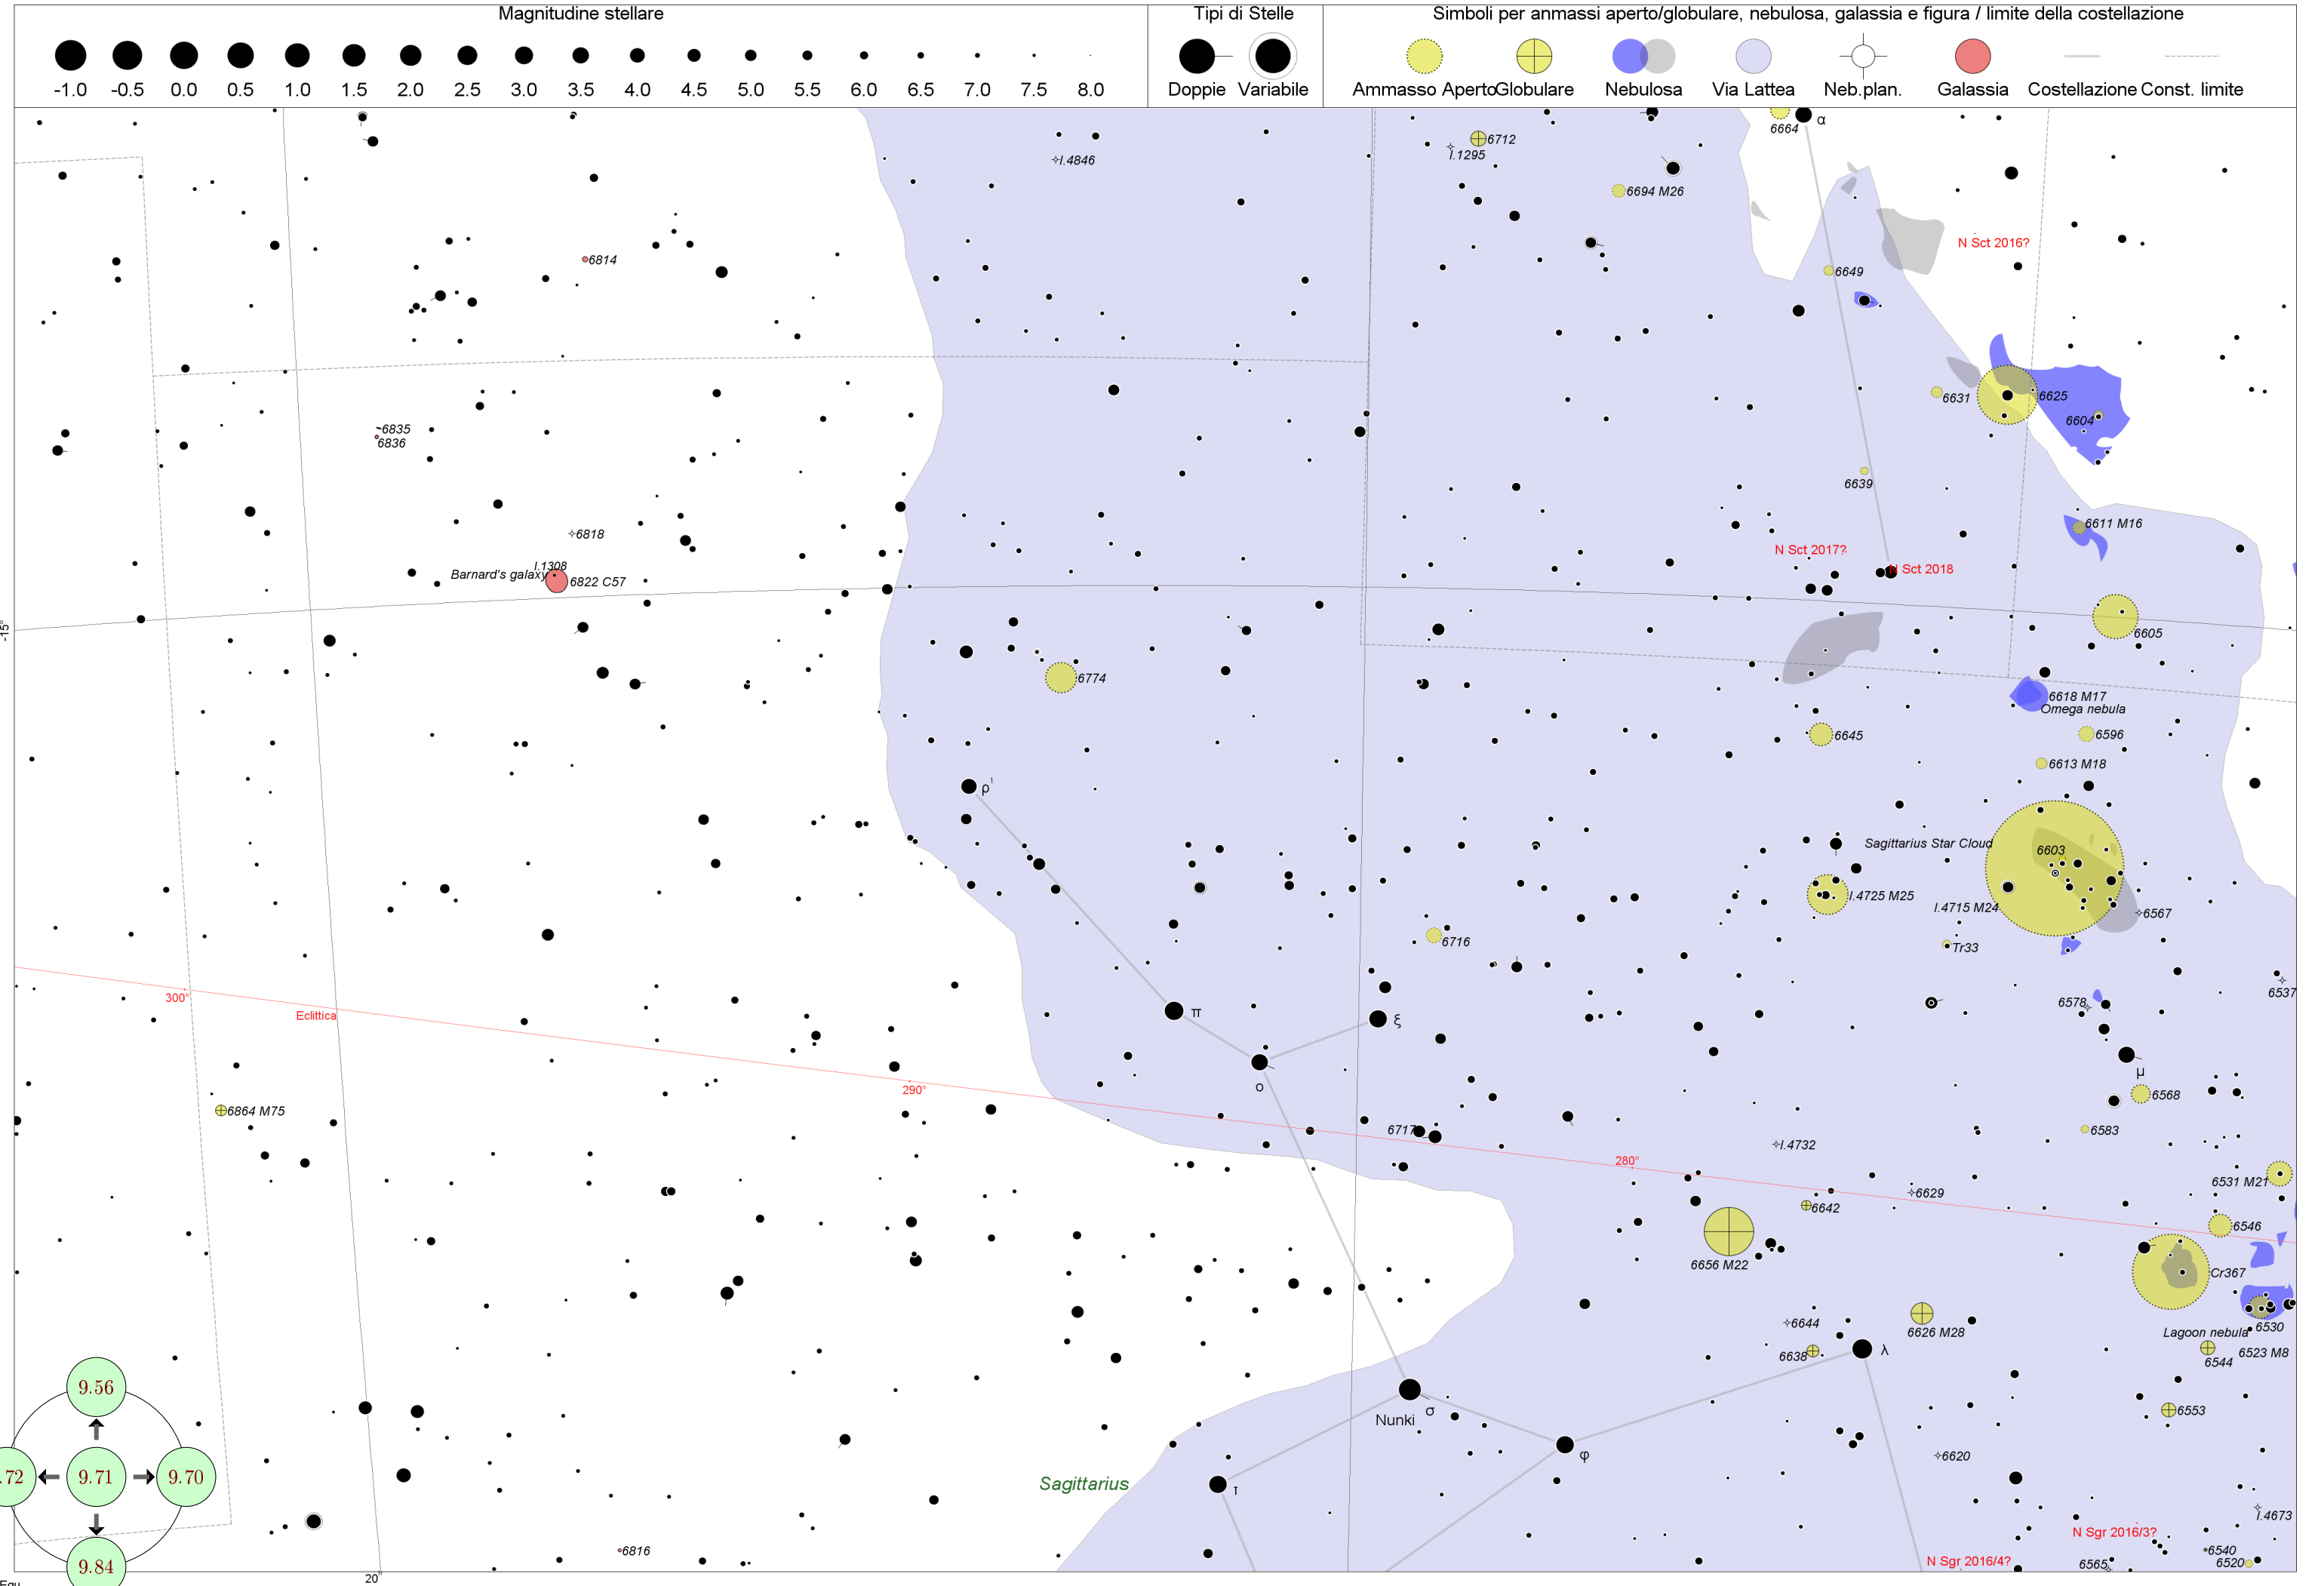 Magnitudine stellare
Tipi di Stelle
Simboli per anmassi aperto/globulare, nebulosa, galassia e figura / limite della costellazione
-1.0 -0.5 0.0 0.5 1.0 1.5 2.0 2.5 3.0 3.5 4.0 4.5 5.0 5.5 6.0 6.5 7.0 7.5 8.0
Doppie Variabile
Ammasso Aperto Globulare Nebulosa Via Lattea Neb.plan. Galassia Costellazione Const. limite
6664
α
6712
I.1295
I.4846
6694 M26
N Sct 2016?
6814
6649
6631
6625
6604
~6835
6836
6639
6611 M16
6818
N Sct 2017?
N Sct 2018
I.1308
Barnard's galaxy
6822 C57
-15°
6605
6774
6618 M17
Omega nebula
6645
6596
6613 M18
ρ¹
Sagittarius Star Cloud
6603
I.4725 M25
I.4715 M24
6567
6716
Tr33
300°
Eclittica
6537
6578
π
ξ
ο
μ
290°
6568
6864 M75
6717
6583
I.4732
280°
6531 M21
6629
6642
6546
6656 M22
Cr367
6644
6626 M28
6530
Lagoon nebula
6638
λ
6544
6523 M8
9.56
σ
Nunki
6553
φ
6620
.72
9.71
9.70
Sagittarius
τ
I.4673
N Sgr 2016/3?
6816
6540
N Sgr 2016/4?
6565
6520
9.84
20
Equ